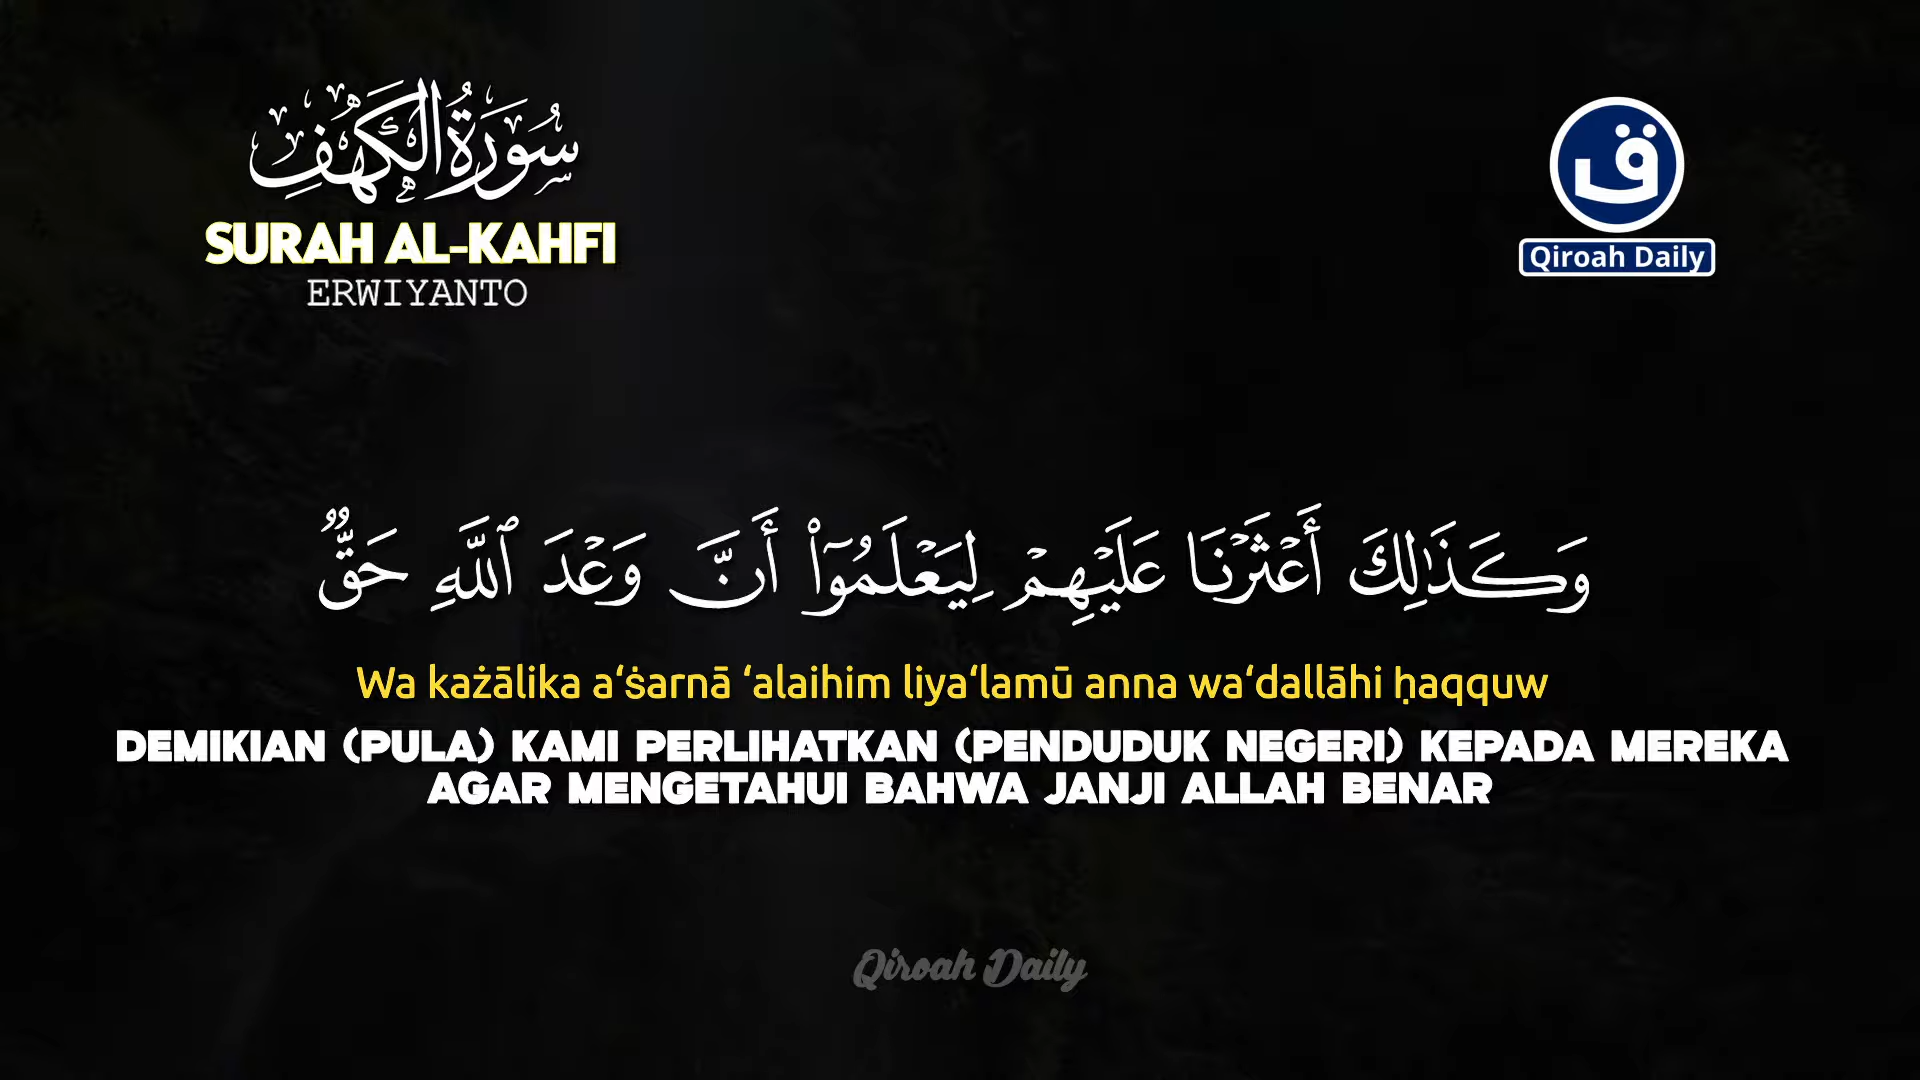 سُورَةُ الْكَهْفِ
SURAH AL-KAHFI
ERWIYANTO
ق
Qiroah Daily
وَكَذَٰلِكَ أَعْثَرْنَا عَلَيْهِمْ لِيَعْلَمُوٓا۟ أَنَّ وَعْدَ ٱللَّهِ حَقٌّ
Wa każālika a‘ṡarnā ‘alaihim liya‘lamū anna wa‘dallāhi ḥaqquw
DEMIKIAN (PULA) KAMI PERLIHATKAN (PENDUDUK NEGERI) KEPADA MEREKA
AGAR MENGETAHUI BAHWA JANJI ALLAH BENAR
Qiroah Daily